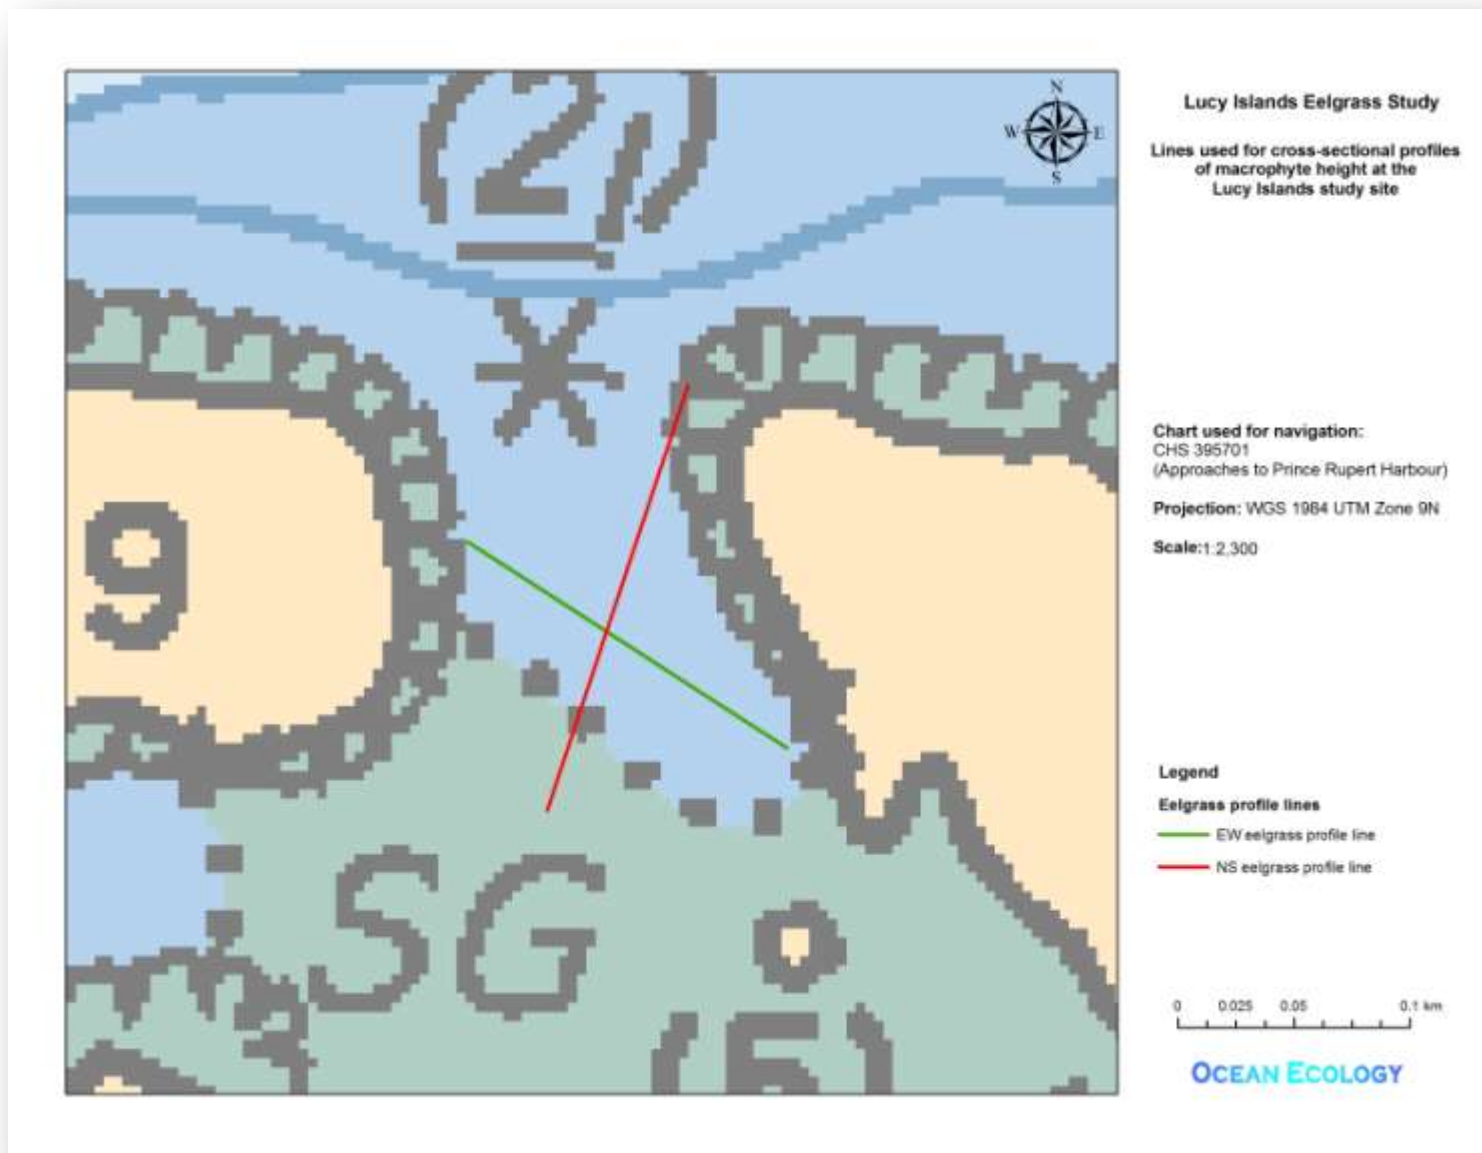 (2)
N
W E
S
Lucy Islands Eelgrass Study
Lines used for cross-sectional profiles
of macrophyte height at the
Lucy Islands study site
9
Chart used for navigation:
CHS 395701
(Approaches to Prince Rupert Harbour)
Projection: WGS 1984 UTM Zone 9N
Scale:1:2,300
Legend
Eelgrass profile lines
EW eelgrass profile line
NS eelgrass profile line
SG
(5)
0 0.025 0.05 0.1 km
OCEAN ECOLOGY